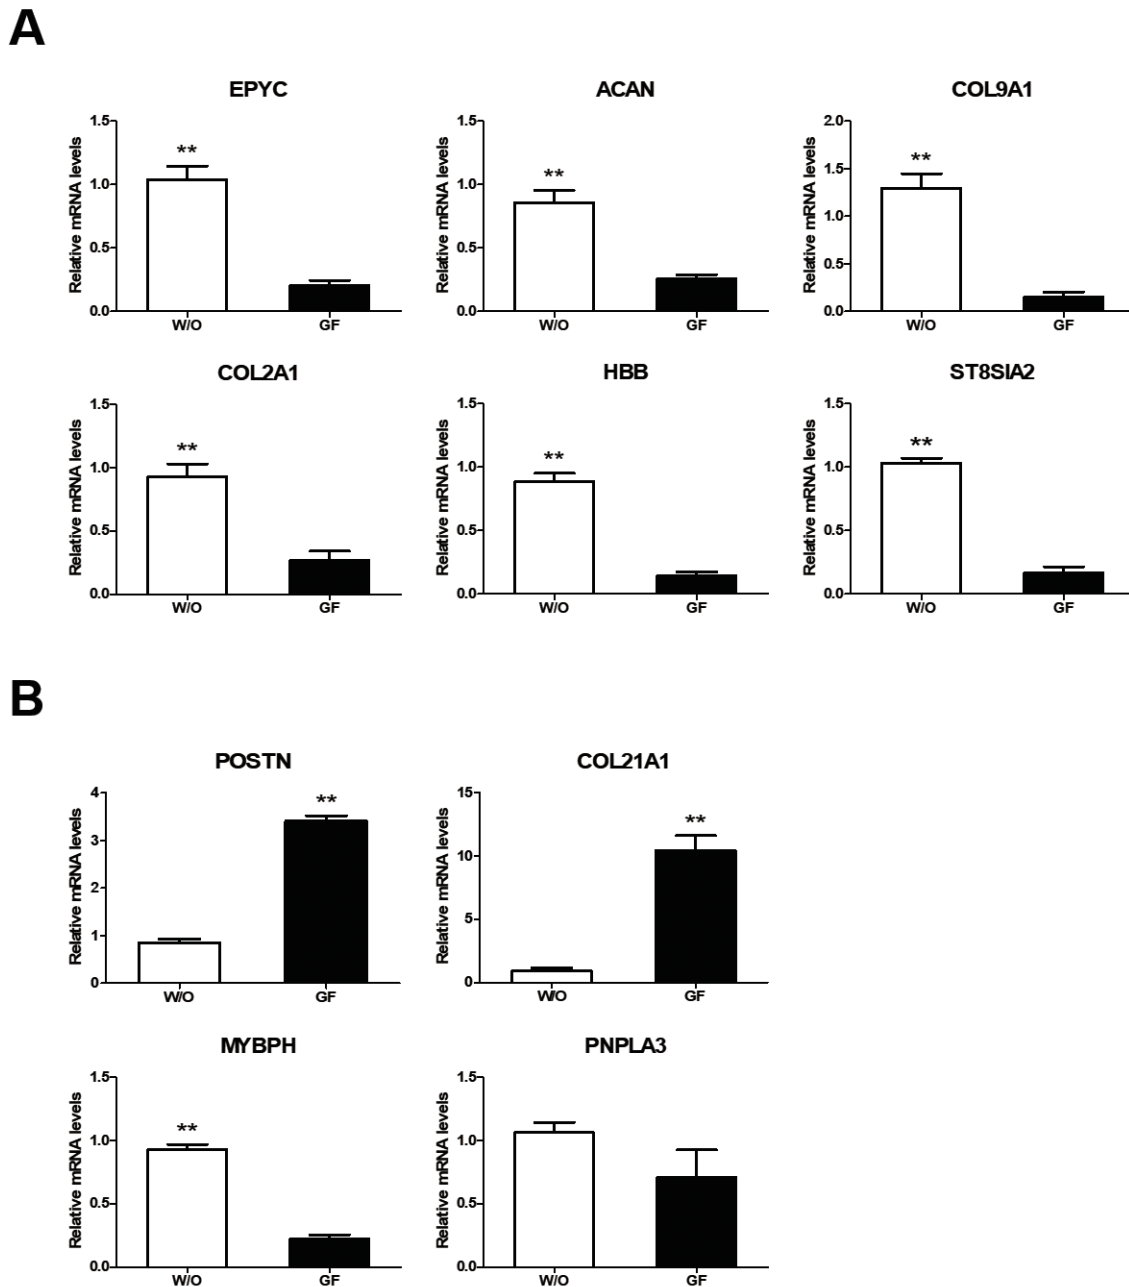 A
EPYC
Relative mRNA levels
1.5
**
1.0
0.5
0.0
W/O
GF
ACAN
Relative mRNA levels
1.5
**
1.0
0.5
0.0
W/O
GF
COL9A1
Relative mRNA levels
2.0
**
1.5
1.0
0.5
0.0
W/O
GF
COL2A1
Relative mRNA levels
1.5
**
1.0
0.5
0.0
W/O
GF
HBB
Relative mRNA levels
1.5
**
1.0
0.5
0.0
W/O
GF
ST8SIA2
Relative mRNA levels
1.5
**
1.0
0.5
0.0
W/O
GF
B
POSTN
Relative mRNA levels
4
**
3
2
1
0
W/O
GF
COL21A1
Relative mRNA levels
15
**
10
5
0
W/O
GF
MYBPH
Relative mRNA levels
1.5
**
1.0
0.5
0.0
W/O
GF
PNPLA3
Relative mRNA levels
1.5
1.0
0.5
0.0
W/O
GF